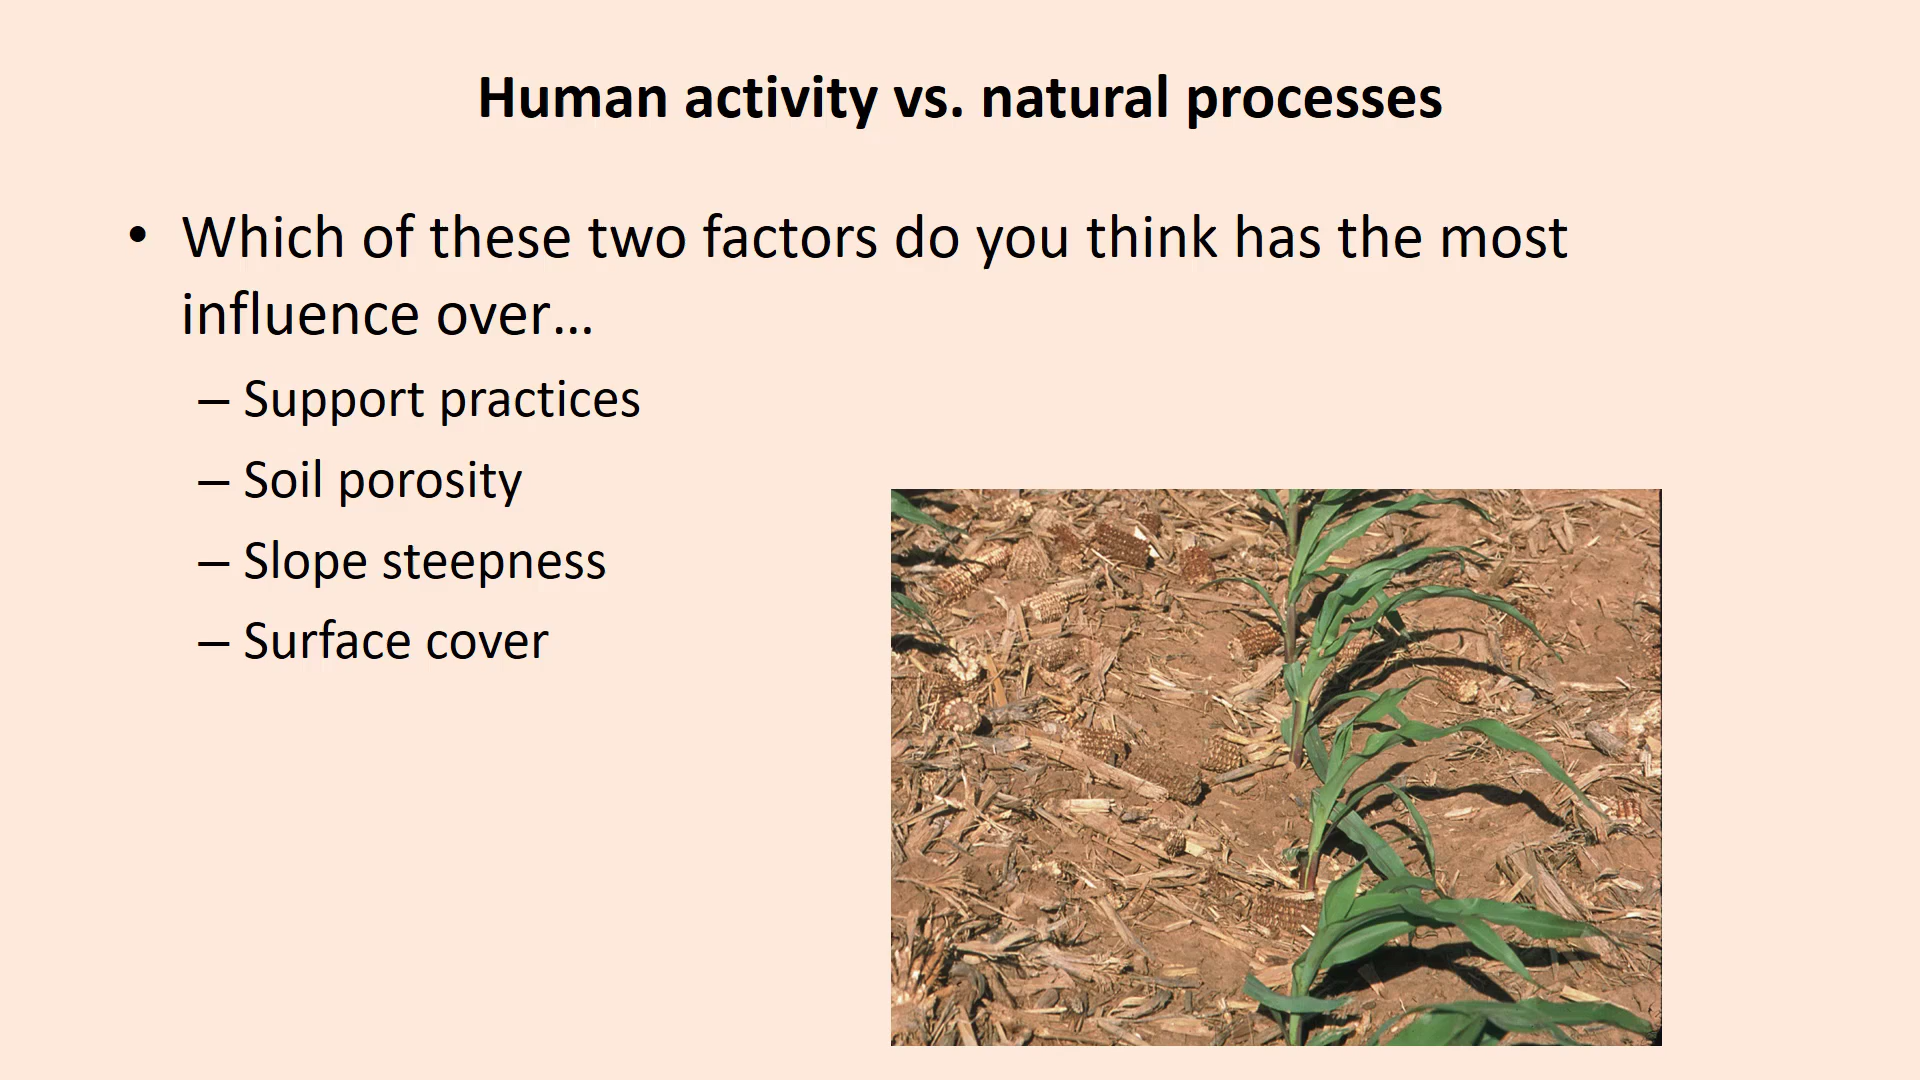 Human activity vs. natural processes
• Which of these two factors do you think has the most
influence over…
– Support practices
– Soil porosity
– Slope steepness
– Surface cover